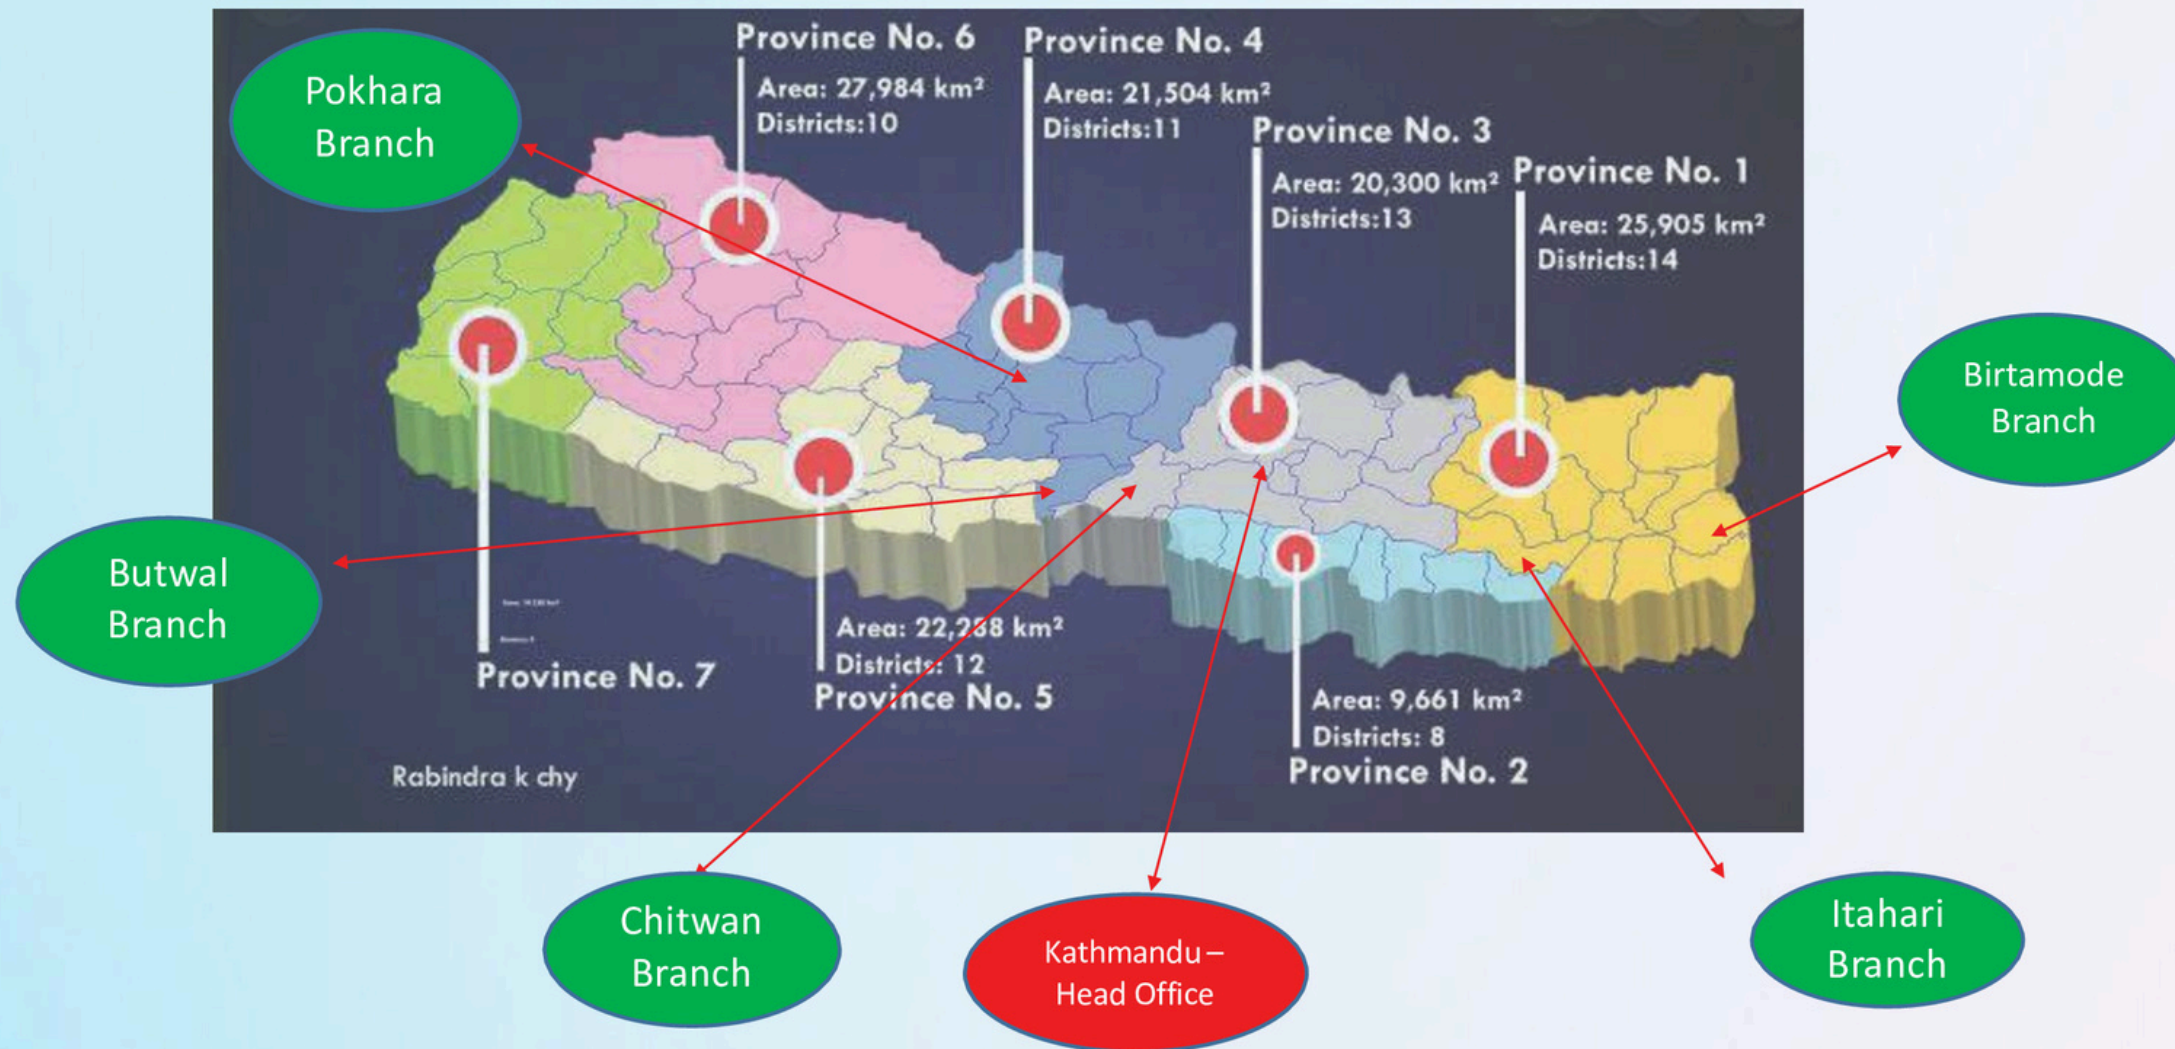 Pokhara
Branch
Province No. 6
Area: 27,984 km²
Districts:10
Province No. 4
Area: 21,504 km²
Districts:11
Province No. 3
Area: 20,300 km²
Districts:13
Province No. 1
Area: 25,905 km²
Districts:14
Birtamode
Branch
Butwal
Branch
Province No. 7
Area: 22,288 km²
Districts: 12
Province No. 5
Area: 9,661 km²
Districts: 8
Province No. 2
Rabindra k chy
Chitwan
Branch
Kathmandu –
Head Office
Itahari
Branch